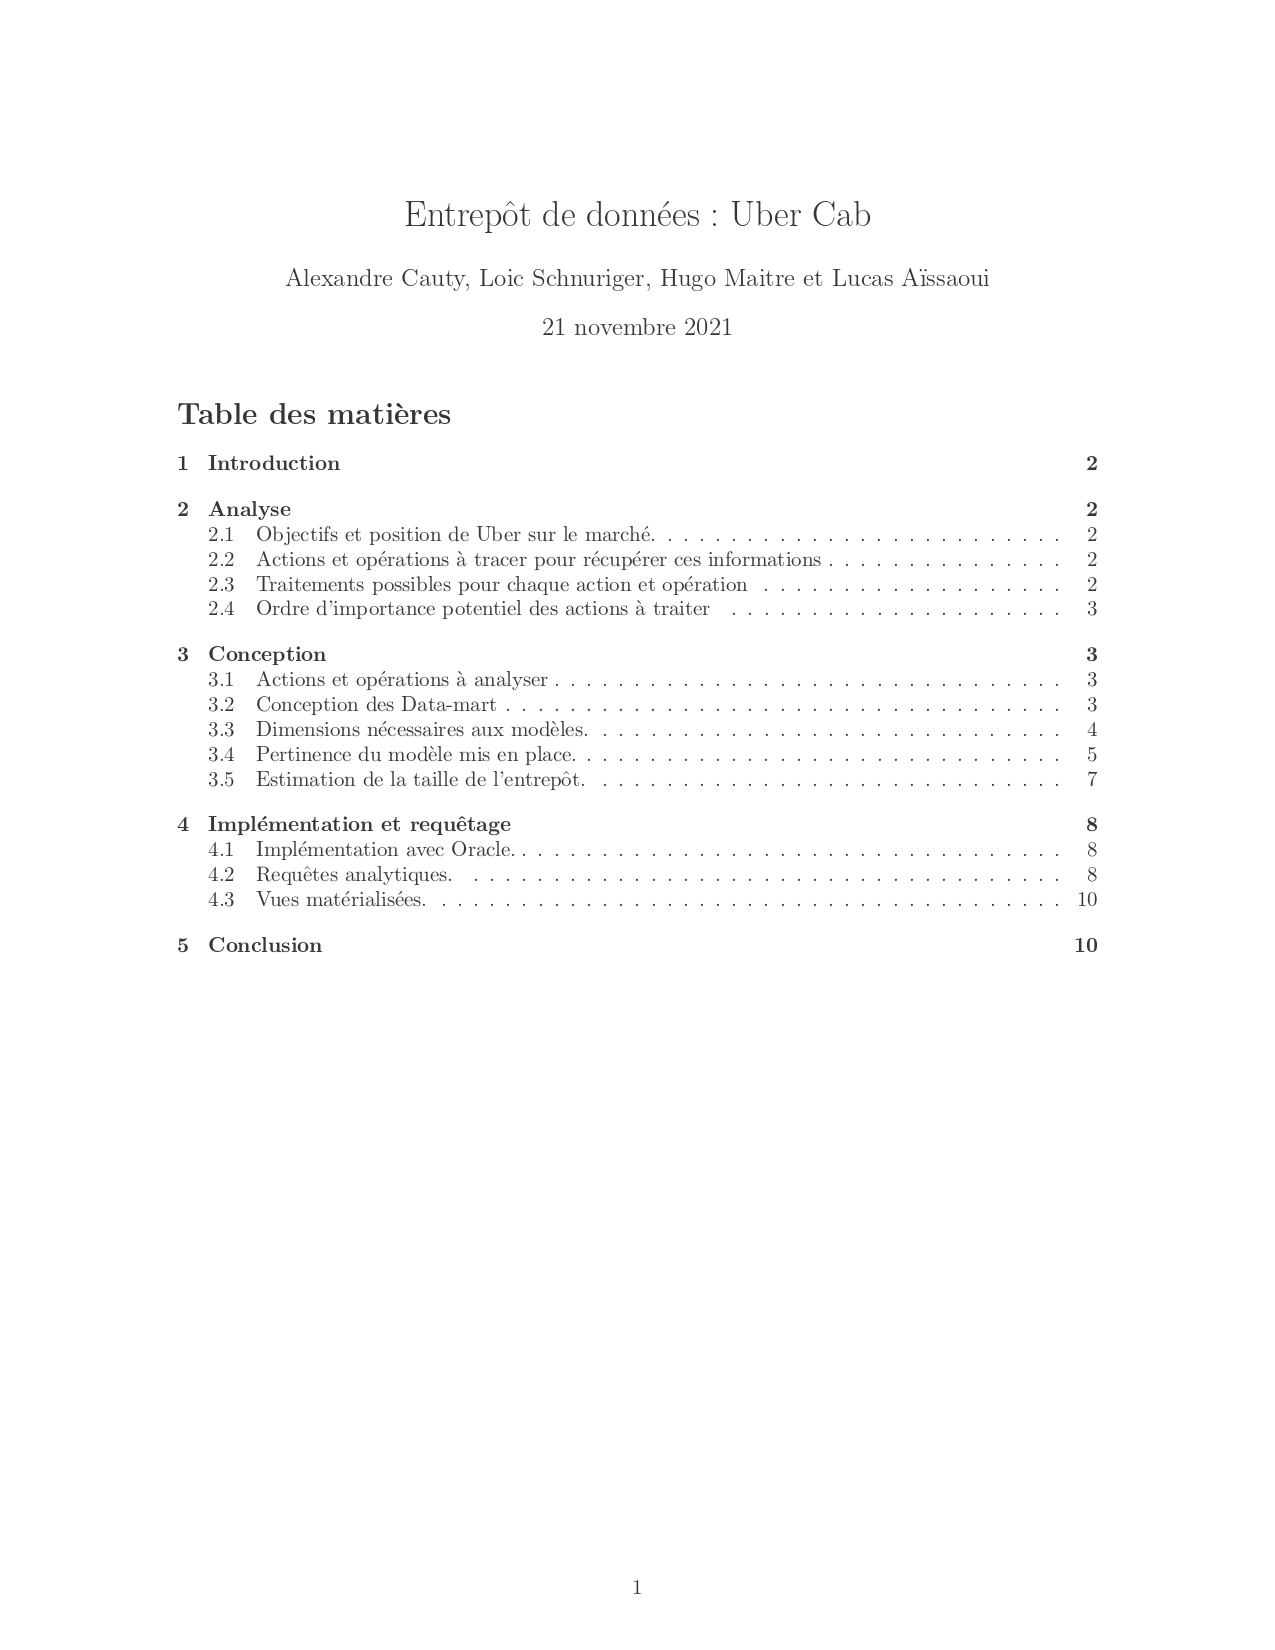 Entrepôt de données : Uber Cab
Alexandre Cauty, Loic Schnuriger, Hugo Maitre et Lucas Aïssaoui
21 novembre 2021
Table des matières
1 Introduction 2
2 Analyse 2
2.1 Objectifs et position de Uber sur le marché. . . . . . . . . . . . . . . . . . . . . . . . . . 2
2.2 Actions et opérations à tracer pour récupérer ces informations . . . . . . . . . . . . . . . 2
2.3 Traitements possibles pour chaque action et opération . . . . . . . . . . . . . . . . . . . 2
2.4 Ordre d'importance potentiel des actions à traiter . . . . . . . . . . . . . . . . . . . . . 3
3 Conception 3
3.1 Actions et opérations à analyser . . . . . . . . . . . . . . . . . . . . . . . . . . . . . . . . 3
3.2 Conception des Data-mart . . . . . . . . . . . . . . . . . . . . . . . . . . . . . . . . . . . 3
3.3 Dimensions nécessaires aux modèles. . . . . . . . . . . . . . . . . . . . . . . . . . . . . . 4
3.4 Pertinence du modèle mis en place. . . . . . . . . . . . . . . . . . . . . . . . . . . . . . . 5
3.5 Estimation de la taille de l'entrepôt. . . . . . . . . . . . . . . . . . . . . . . . . . . . . . 7
4 Implémentation et requêtage 8
4.1 Implémentation avec Oracle. . . . . . . . . . . . . . . . . . . . . . . . . . . . . . . . . . . 8
4.2 Requêtes analytiques. . . . . . . . . . . . . . . . . . . . . . . . . . . . . . . . . . . . . . 8
4.3 Vues matérialisées. . . . . . . . . . . . . . . . . . . . . . . . . . . . . . . . . . . . . . . . 10
5 Conclusion 10
1